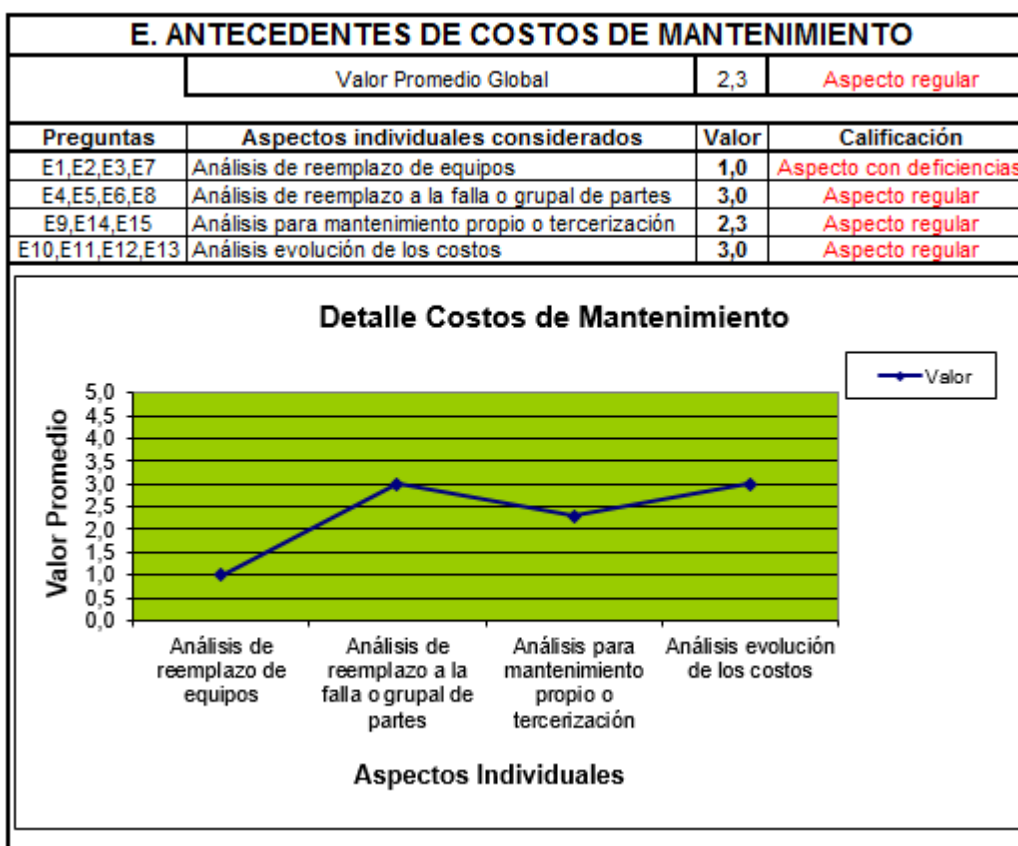 E. ANTECEDENTES DE COSTOS DE MANTENIMIENTO
Valor Promedio Global 2,3 Aspecto regular
Preguntas Aspectos individuales considerados Valor Calificación
E1,E2,E3,E7 Análisis de reemplazo de equipos 1,0 Aspecto con deficiencias
E4,E5,E6,E8 Análisis de reemplazo a la falla o grupal de partes 3,0 Aspecto regular
E9,E14,E15 Análisis para mantenimiento propio o tercerización 2,3 Aspecto regular
E10,E11,E12,E13 Análisis evolución de los costos 3,0 Aspecto regular
Detalle Costos de Mantenimiento
Valor
Valor Promedio
5,0
4,5
4,0
3,5
3,0
2,5
2,0
1,5
1,0
0,5
0,0
Análisis de
reemplazo de
equipos
Análisis de
reemplazo a la
falla o grupal de
partes
Análisis para
mantenimiento
propio o
tercerización
Análisis evolución
de los costos
Aspectos Individuales